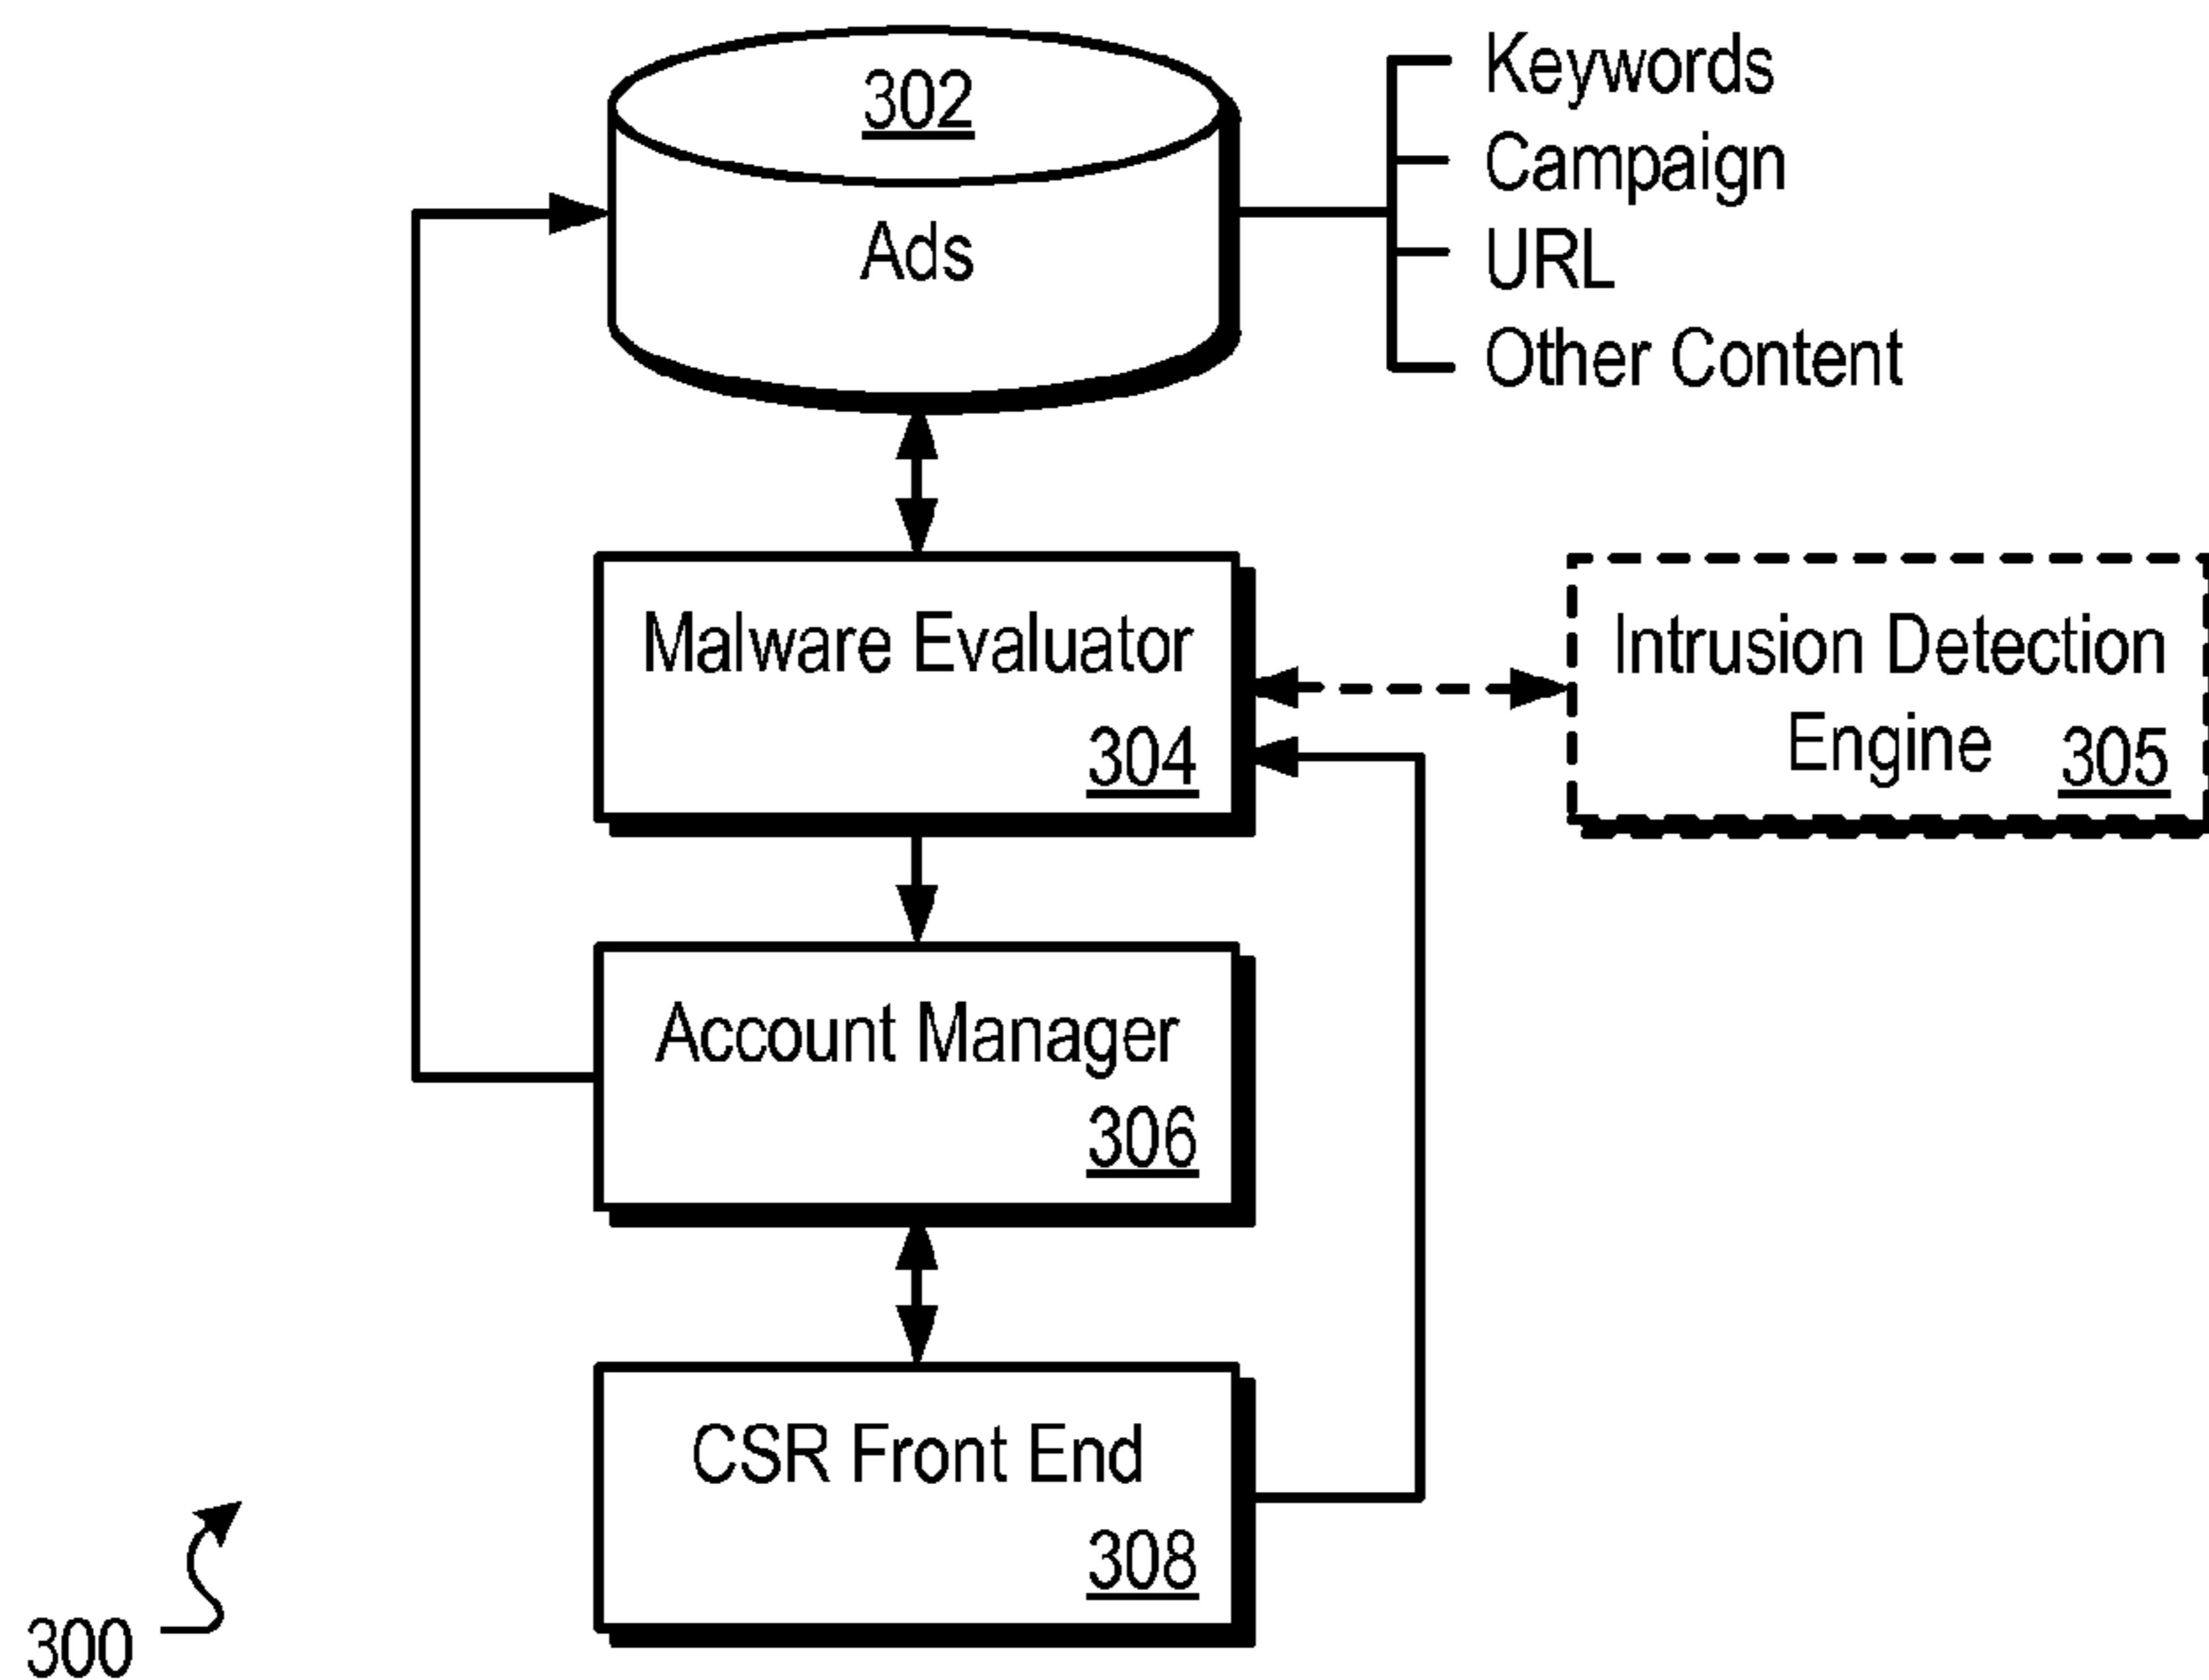 302
Ads
Keywords
Campaign
URL
Other Content
Malware Evaluator
304
Intrusion Detection
Engine 305
Account Manager
306
CSR Front End
308
300